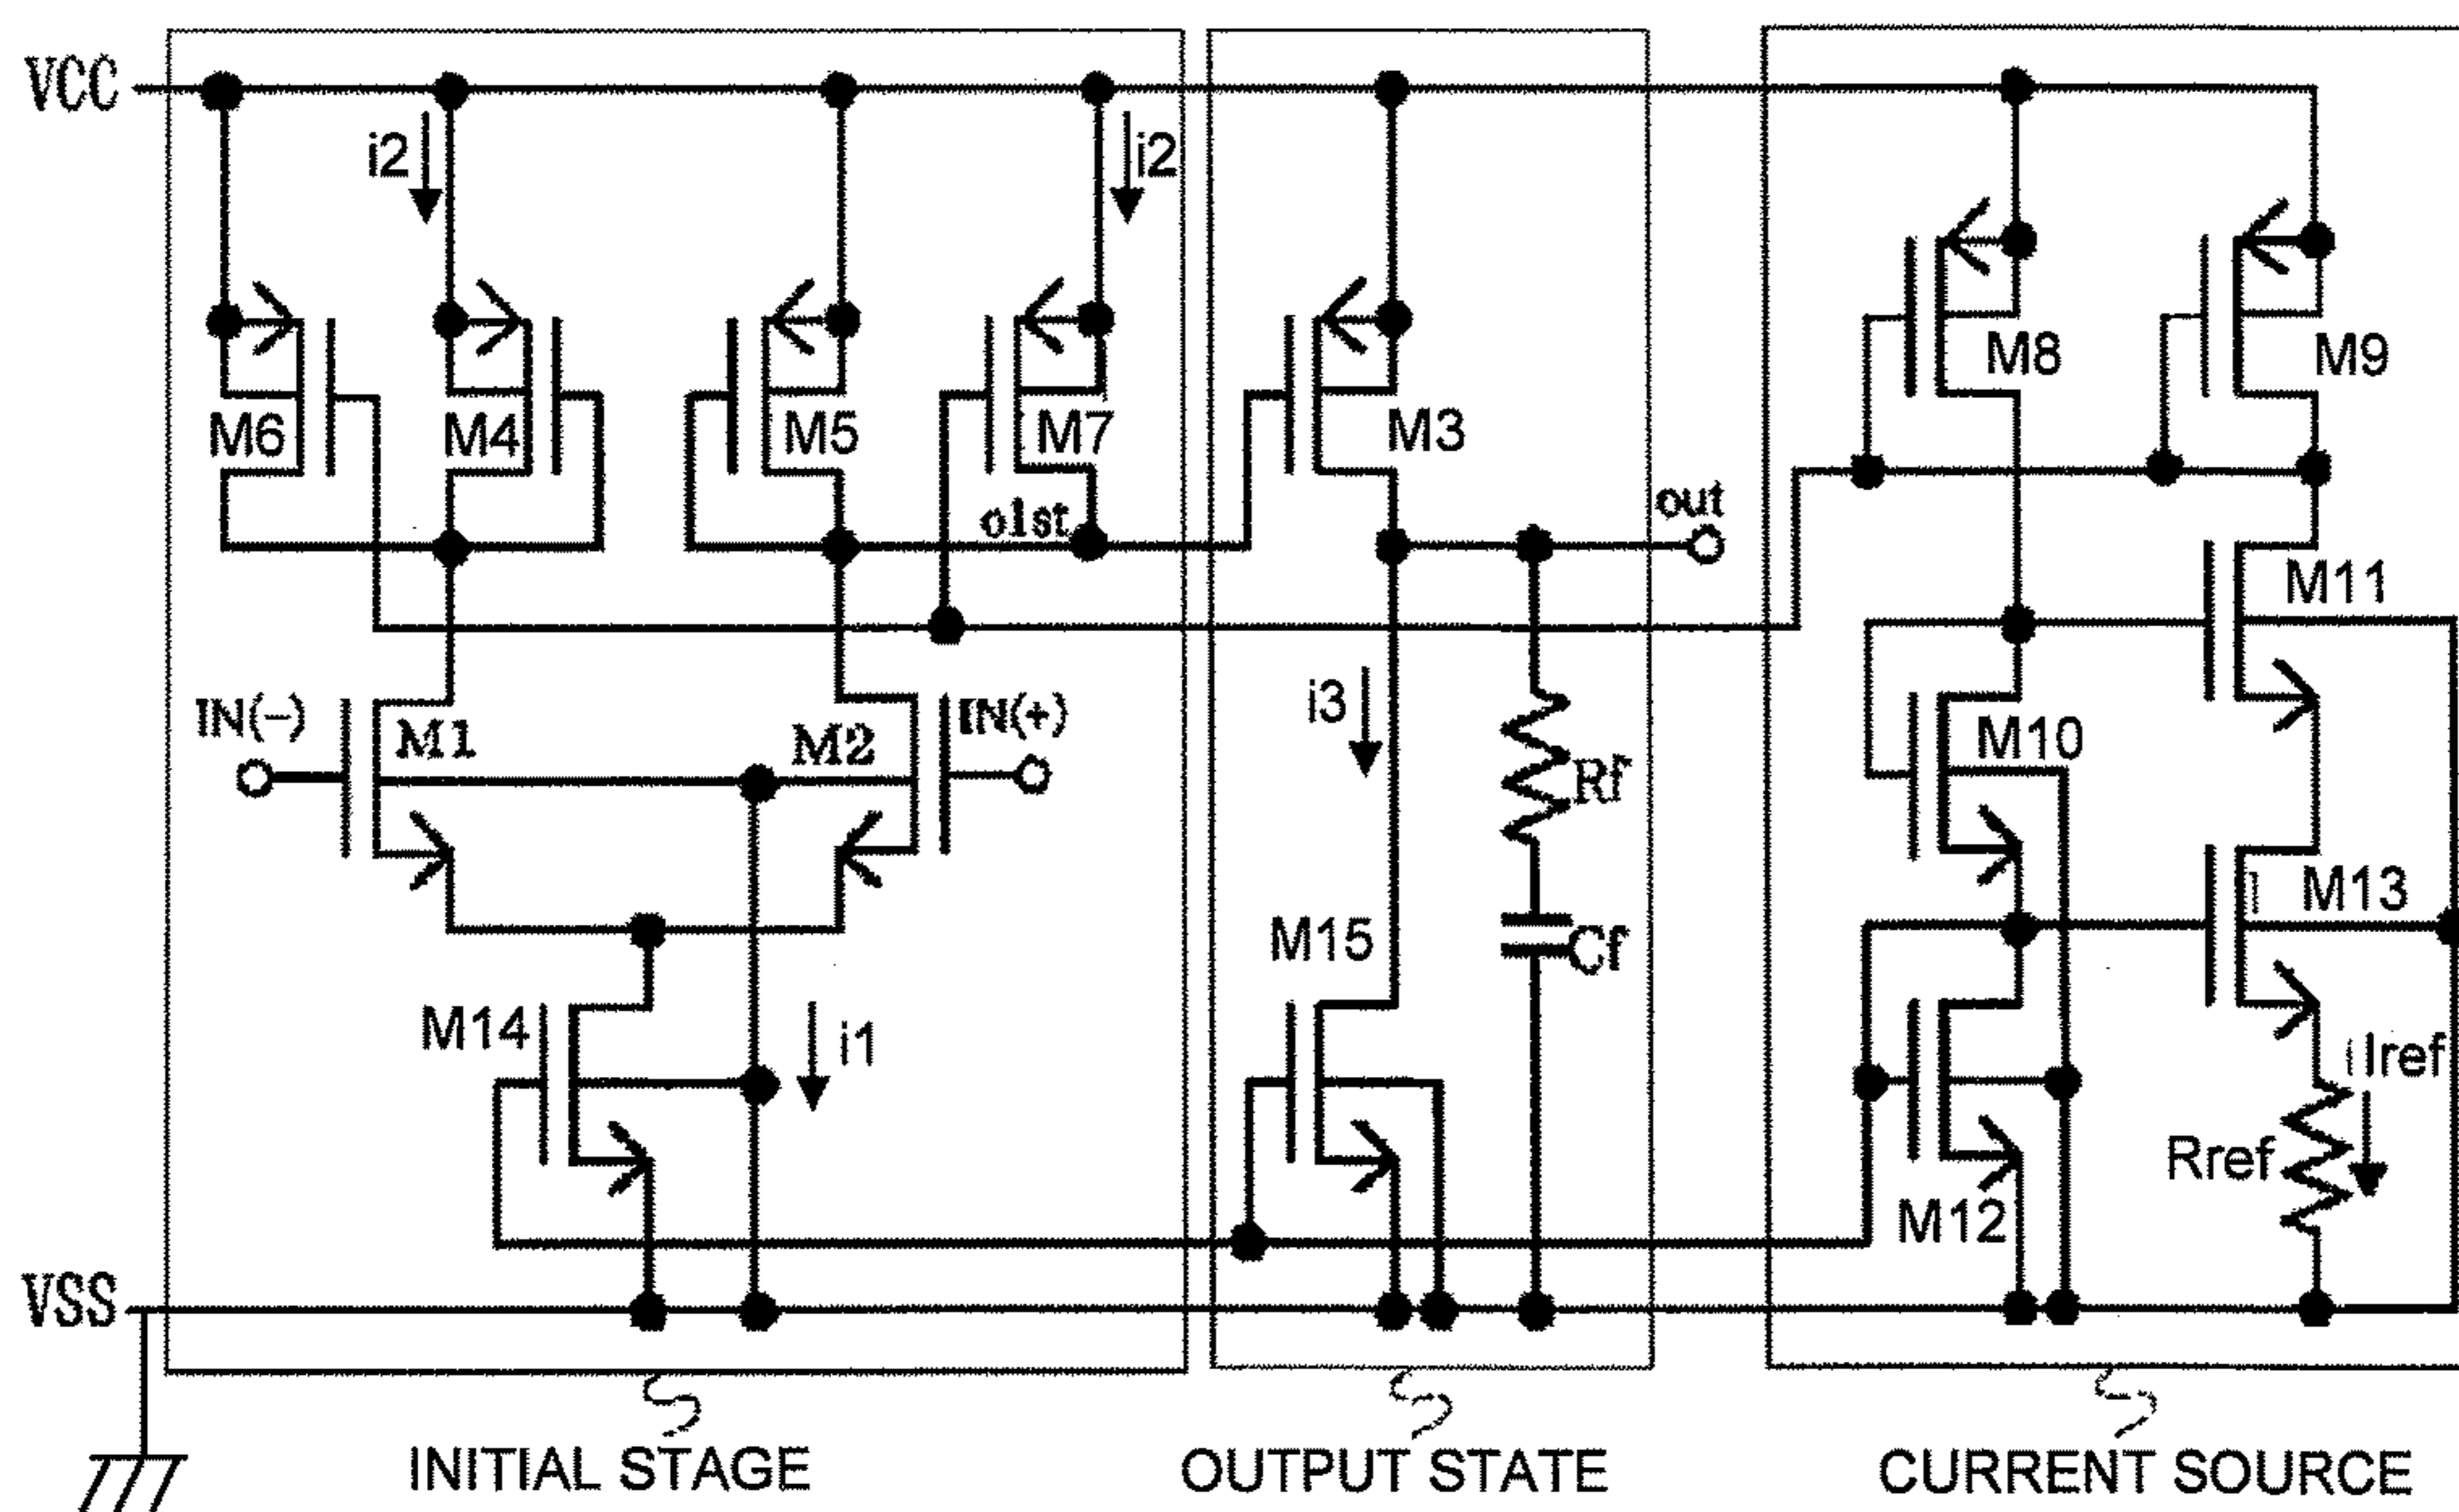 VCC
i2
i2
M6
M4
M5
M7
M3
M8
M9
o1st
out
M11
IN(-)
M1
M2
IN(+)
i3
Rf
M10
M13
M15
Cf
M14
i1
Iref
Rref
M12
VSS
INITIAL STAGE
OUTPUT STATE
CURRENT SOURCE